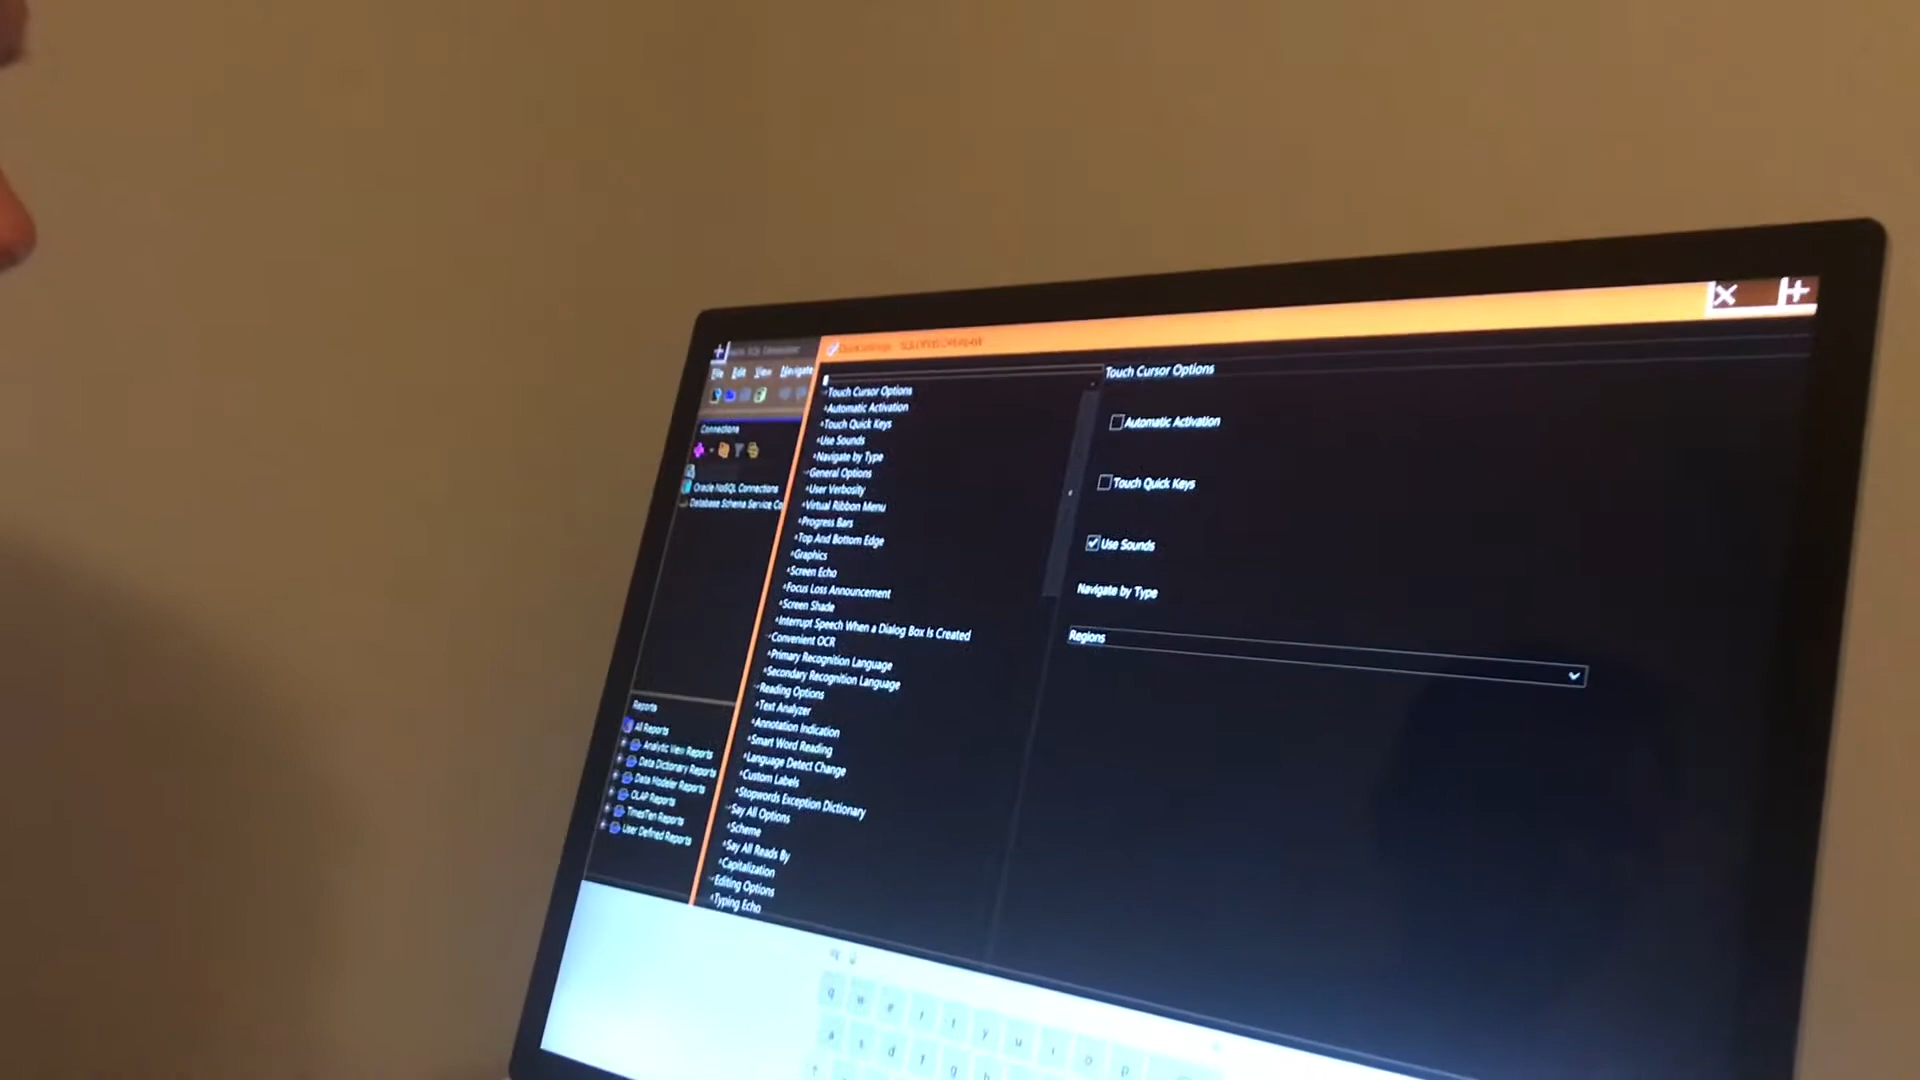 File Edit View Navigate
Connections
Oracle NoSQL Connections
Database Schema Service Co
Reports
All Reports
Analytic View Reports
Data Dictionary Reports
Data Modeler Reports
OLAP Reports
TimesTen Reports
User Defined Reports
Touch Cursor Options
Automatic Activation
Touch Quick Keys
Use Sounds
Navigate by Type
General Options
User Verbosity
Virtual Ribbon Menu
Progress Bars
Top And Bottom Edge
Graphics
Screen Echo
Focus Loss Announcement
Screen Shade
Interrupt Speech When a Dialog Box Is Created
Convenient OCR
Primary Recognition Language
Secondary Recognition Language
Reading Options
Text Analyzer
Annotation Indication
Smart Word Reading
Language Detect Change
Custom Labels
Stopwords Exception Dictionary
Say All Options
Scheme
Say All Reads By
Capitalization
Editing Options
Typing Echo
Touch Cursor Options
Automatic Activation
Touch Quick Keys
Use Sounds
Navigate by Type
Regions
q w e r t y u i o p
a s d f g h